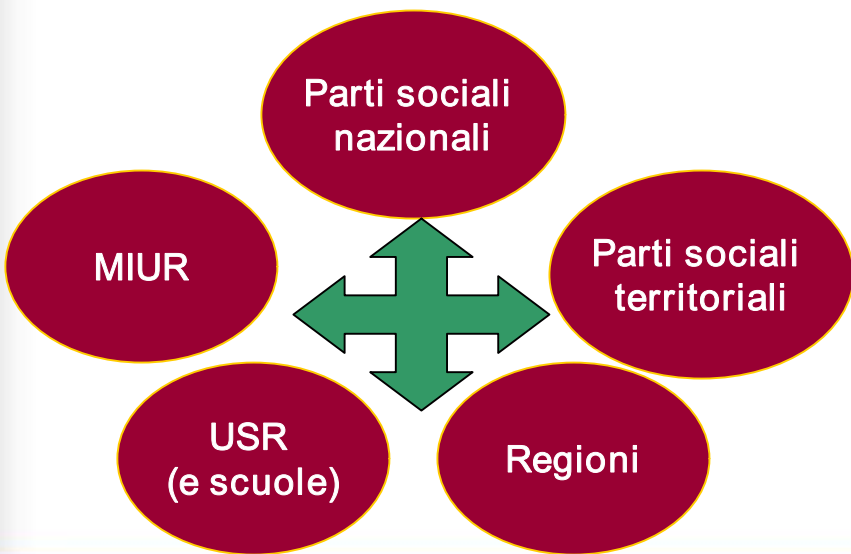 Parti sociali
nazionali
MIUR
Parti sociali
territoriali
USR
(e scuole)
Regioni